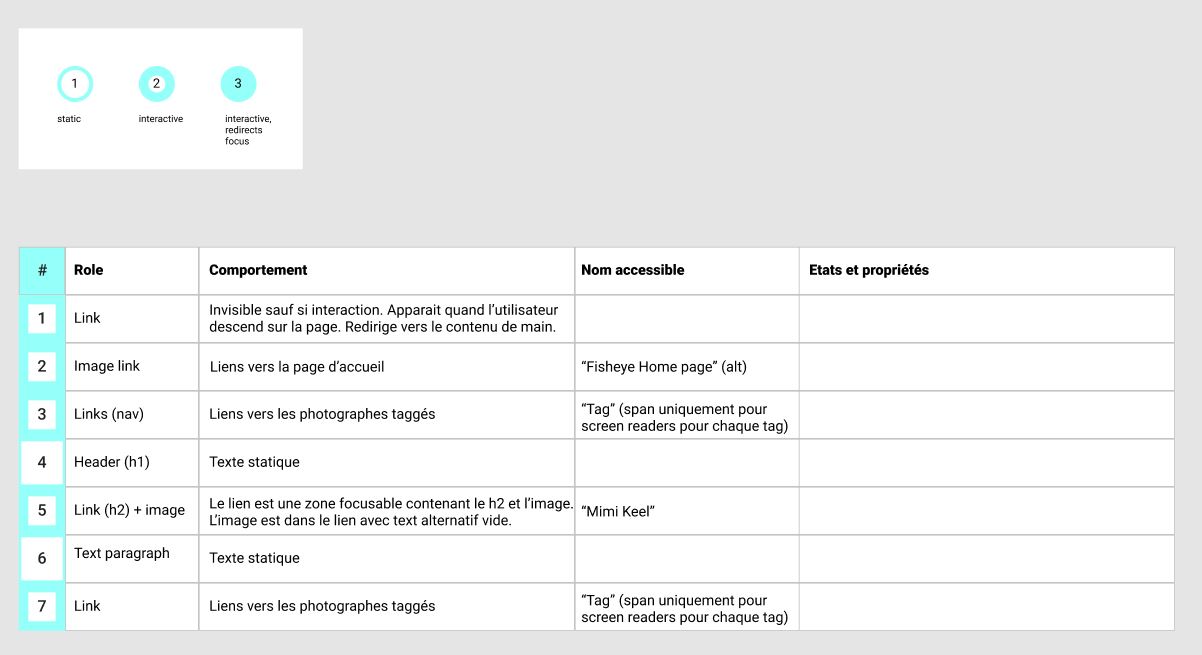 1 2 3
static interactive interactive,
redirects
focus
# Role Comportement Nom accessible Etats et propriétés
1 Link Invisible sauf si interaction. Apparait quand l’utilisateur
descend sur la page. Redirige vers le contenu de main.
2 Image link Liens vers la page d’accueil “Fisheye Home page” (alt)
3 Links (nav) Liens vers les photographes taggés “Tag” (span uniquement pour
screen readers pour chaque tag)
4 Header (h1) Texte statique
5 Link (h2) + image Le lien est une zone focusable contenant le h2 et l’image. “Mimi Keel”
L’image est dans le lien avec text alternatif vide.
6 Text paragraph Texte statique
7 Link Liens vers les photographes taggés “Tag” (span uniquement pour
screen readers pour chaque tag)